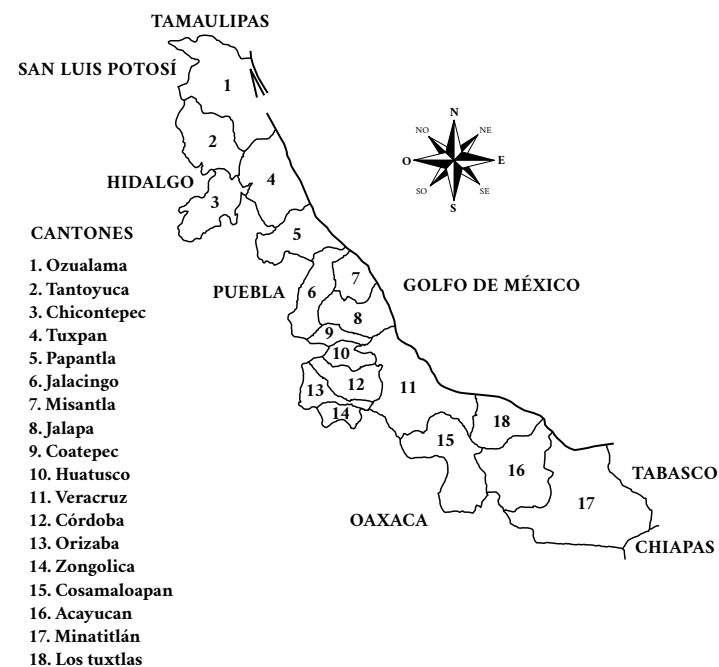 TAMAULIPAS
SAN LUIS POTOSÍ
1
N
NO
NE
2
O
E
HIDALGO
4
SO
SE
3
S
CANTONES
5
1. Ozualama
2. Tantoyuca
3. Chicontepec
4. Tuxpan
5. Papantla
6. Jalacingo
7. Misantla
8. Jalapa
9. Coatepec
10. Huatusco
11. Veracruz
12. Córdoba
13. Orizaba
14. Zongolica
15. Cosamaloapan
16. Acayucan
17. Minatitlán
18. Los tuxtlas
7
GOLFO DE MÉXICO
PUEBLA
6
8
9
10
12
11
13
14
18
15
16
TABASCO
17
OAXACA
CHIAPAS